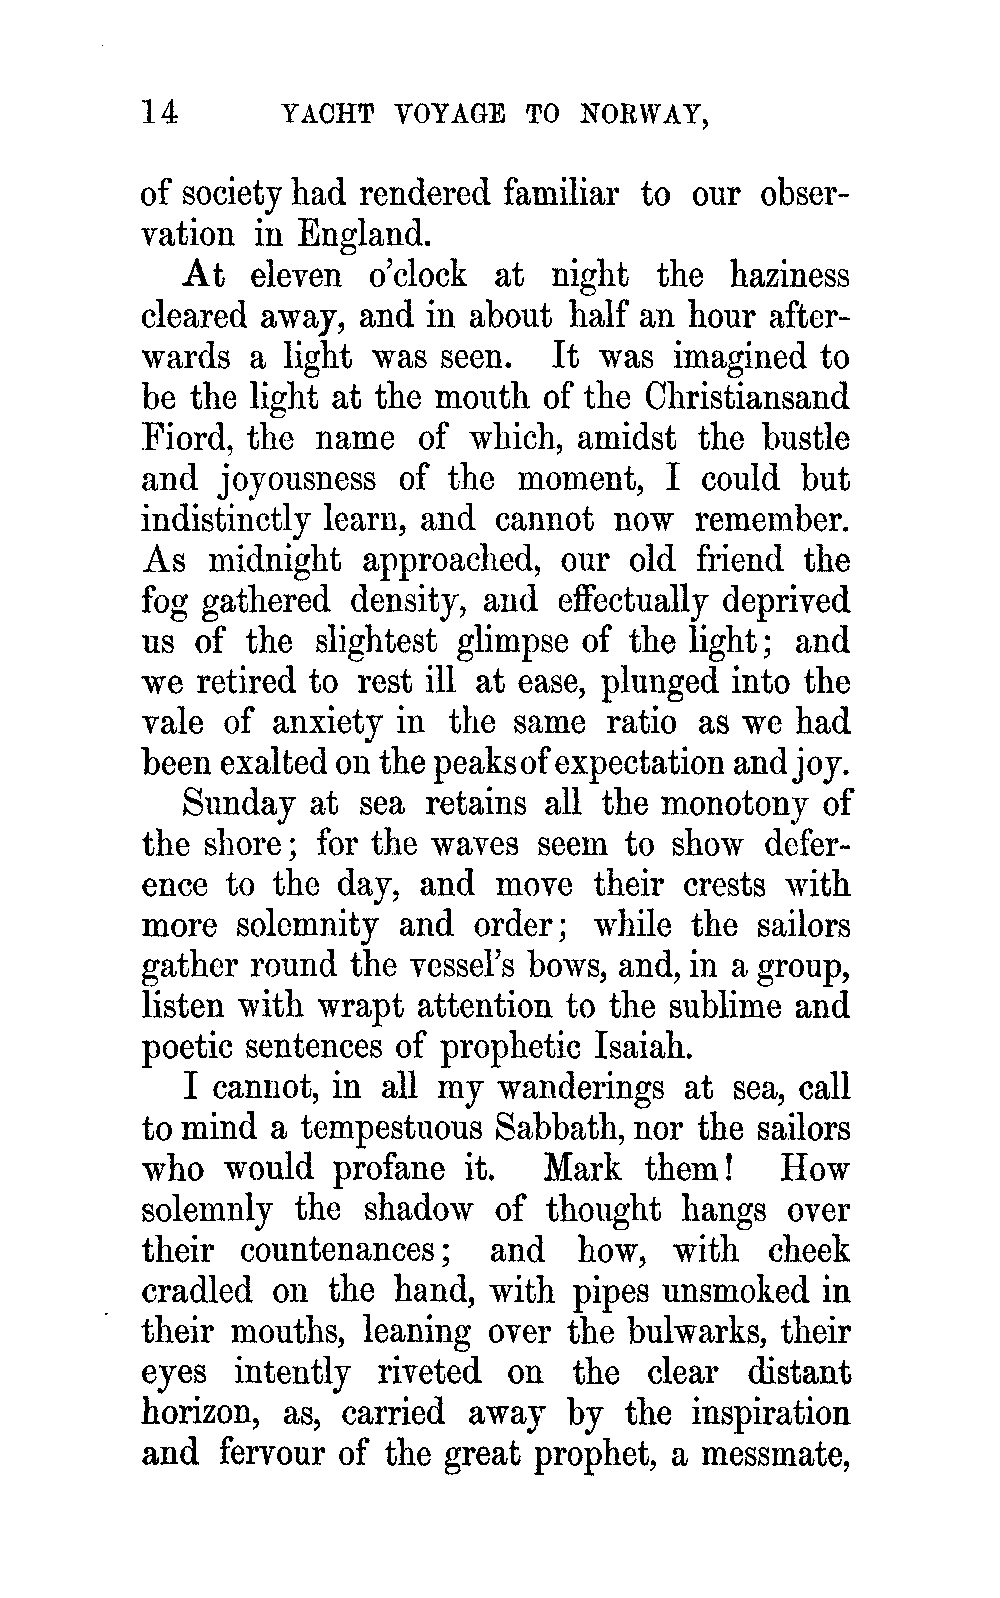 14 YACHT VOYAGE TO NORWAY,
of society had rendered familiar to our obser-
vation in England.
At eleven o'clock at night the haziness
cleared away, and in about half an hour after-
wards a light was seen. It was imagined to
be the light at the mouth of the Christiansand
Fiord, the name of which, amidst the bustle
and joyousness of the moment, I could but
indistinctly learn, and cannot now remember.
As midnight approached, our old friend the
fog gathered density, and effectually deprived
us of the slightest glimpse of the light; and
we retired to rest ill at ease, plunged into the
vale of anxiety in the same ratio as we had
been exalted on the peaks of expectation and joy.
Sunday at sea retains all the monotony of
the shore; for the waves seem to show defer-
ence to the day, and move their crests with
more solemnity and order; while the sailors
gather round the vessel's bows, and, in a group,
listen with wrapt attention to the sublime and
poetic sentences of prophetic Isaiah.
I cannot, in all my wanderings at sea, call
to mind a tempestuous Sabbath, nor the sailors
who would profane it. Mark them! How
solemnly the shadow of thought hangs over
their countenances; and how, with cheek
cradled on the hand, with pipes unsmoked in
their mouths, leaning over the bulwarks, their
eyes intently riveted on the clear distant
horizon, as, carried away by the inspiration
and fervour of the great prophet, a messmate,